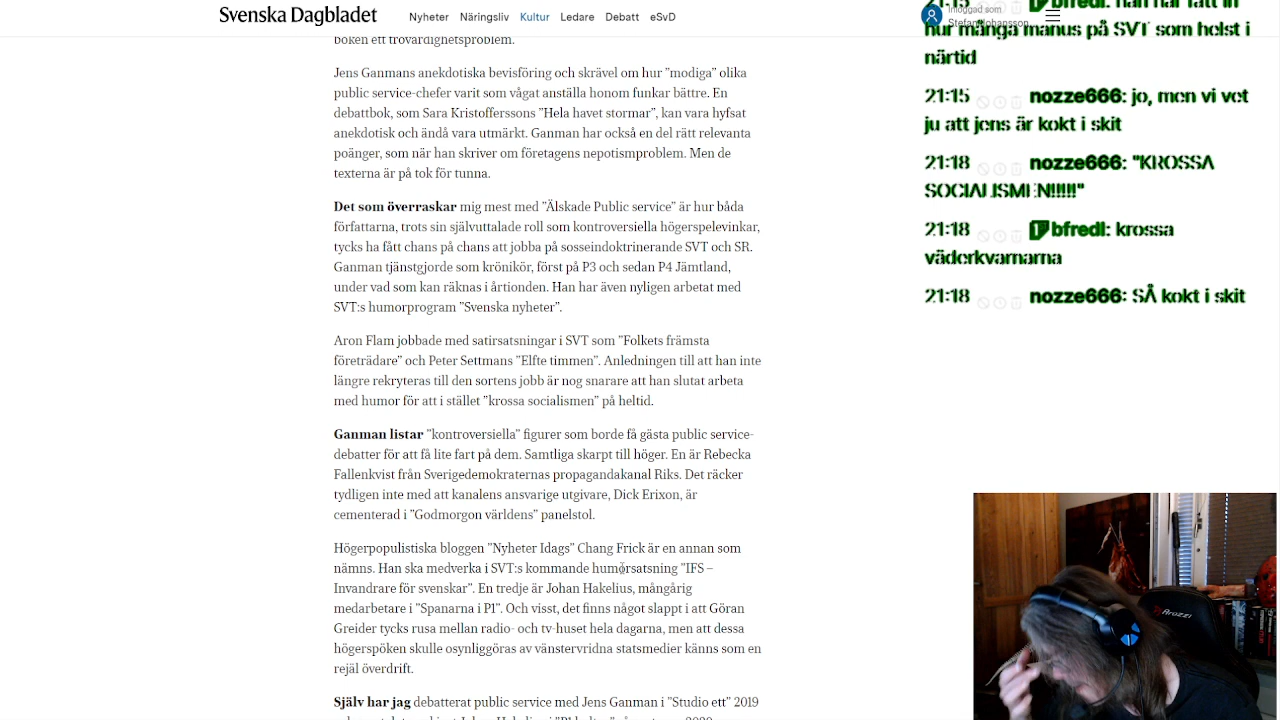 Svenska Dagbladet
Nyheter Näringsliv Kultur Ledare Debatt eSvD
Inloggad som
Stefan Johansson
boken ett trovärdighetsproblem.
Jens Ganmans anekdotiska bevisföring och skrävel om hur ”modiga” olika
public service-chefer varit som vågat anställa honom funkar bättre. En
debattbok, som Sara Kristofferssons ”Hela havet stormar”, kan vara hyfsat
anekdotisk och ändå vara utmärkt. Ganman har också en del rätt relevanta
poänger, som när han skriver om företagens nepotismproblem. Men de
texterna är på tok för tunna.
Det som överraskar mig mest med ”Älskade Public service” är hur båda
författarna, trots sin självuttalade roll som kontroversiella högerspelevinkar,
tycks ha fått chans på chans att jobba på sosseindoktrinerande SVT och SR.
Ganman tjänstgjorde som krönikör, först på P3 och sedan P4 Jämtland,
under vad som kan räknas i årtionden. Han har även nyligen arbetat med
SVT:s humorprogram ”Svenska nyheter”.
Aron Flam jobbade med satirsatsningar i SVT som ”Folkets främsta
företrädare” och Peter Settmans ”Elfte timmen”. Anledningen till att han inte
längre rekryteras till den sortens jobb är nog snarare att han slutat arbeta
med humor för att i stället ”krossa socialismen” på heltid.
Ganman listar ”kontroversiella” figurer som borde få gästa public service-
debatter för att få lite fart på dem. Samtliga skarpt till höger. En är Rebecka
Fallenkvist från Sverigedemokraternas propagandakanal Riks. Det räcker
tydligen inte med att kanalens ansvarige utgivare, Dick Erixon, är
cementerad i ”Godmorgon världens” panelstol.
Högerpopulistiska bloggen ”Nyheter Idags” Chang Frick är en annan som
nämns. Han ska medverka i SVT:s kommande humorsatsning ”IFS –
Invandrare för svenskar”. En tredje är Johan Hakelius, mångårig
medarbetare i ”Spanarna i P1”. Och visst, det finns något slappt i att Göran
Greider tycks rusa mellan radio- och tv-huset hela dagarna, men att dessa
högerspöken skulle osynliggöras av vänstervridna statsmedier känns som en
rejäl överdrift.
Själv har jag debatterat public service med Jens Ganman i ”Studio ett” 2019
21:15 bfredl: han har fått in
hur många manus på SVT som helst i
närtid
21:15 nozze666: jo, men vi vet
ju att jens är kokt i skit
21:18 nozze666: "KROSSA
SOCIALISMEN!!!!!"
21:18 bfredl: krossa
väderkvarnarna
21:18 nozze666: SÅ kokt i skit
Arozzi